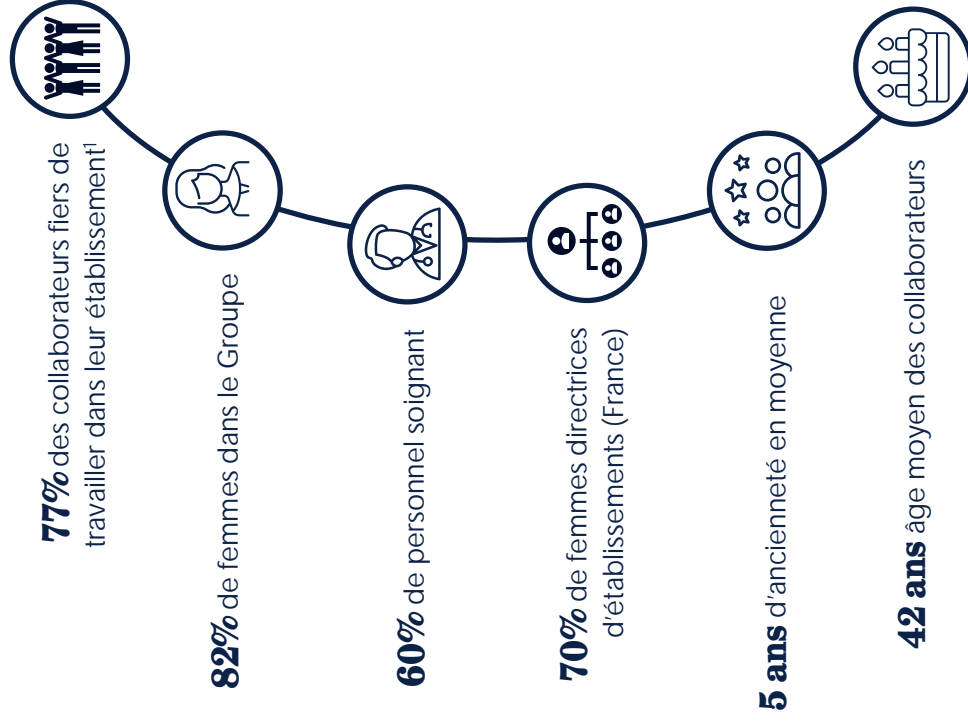 77% des collaborateurs fiers de
travailler dans leur établissement¹
82% de femmes dans le Groupe
60% de personnel soignant
70% de femmes directrices
d'établissements (France)
5 ans d'ancienneté en moyenne
42 ans âge moyen des collaborateurs